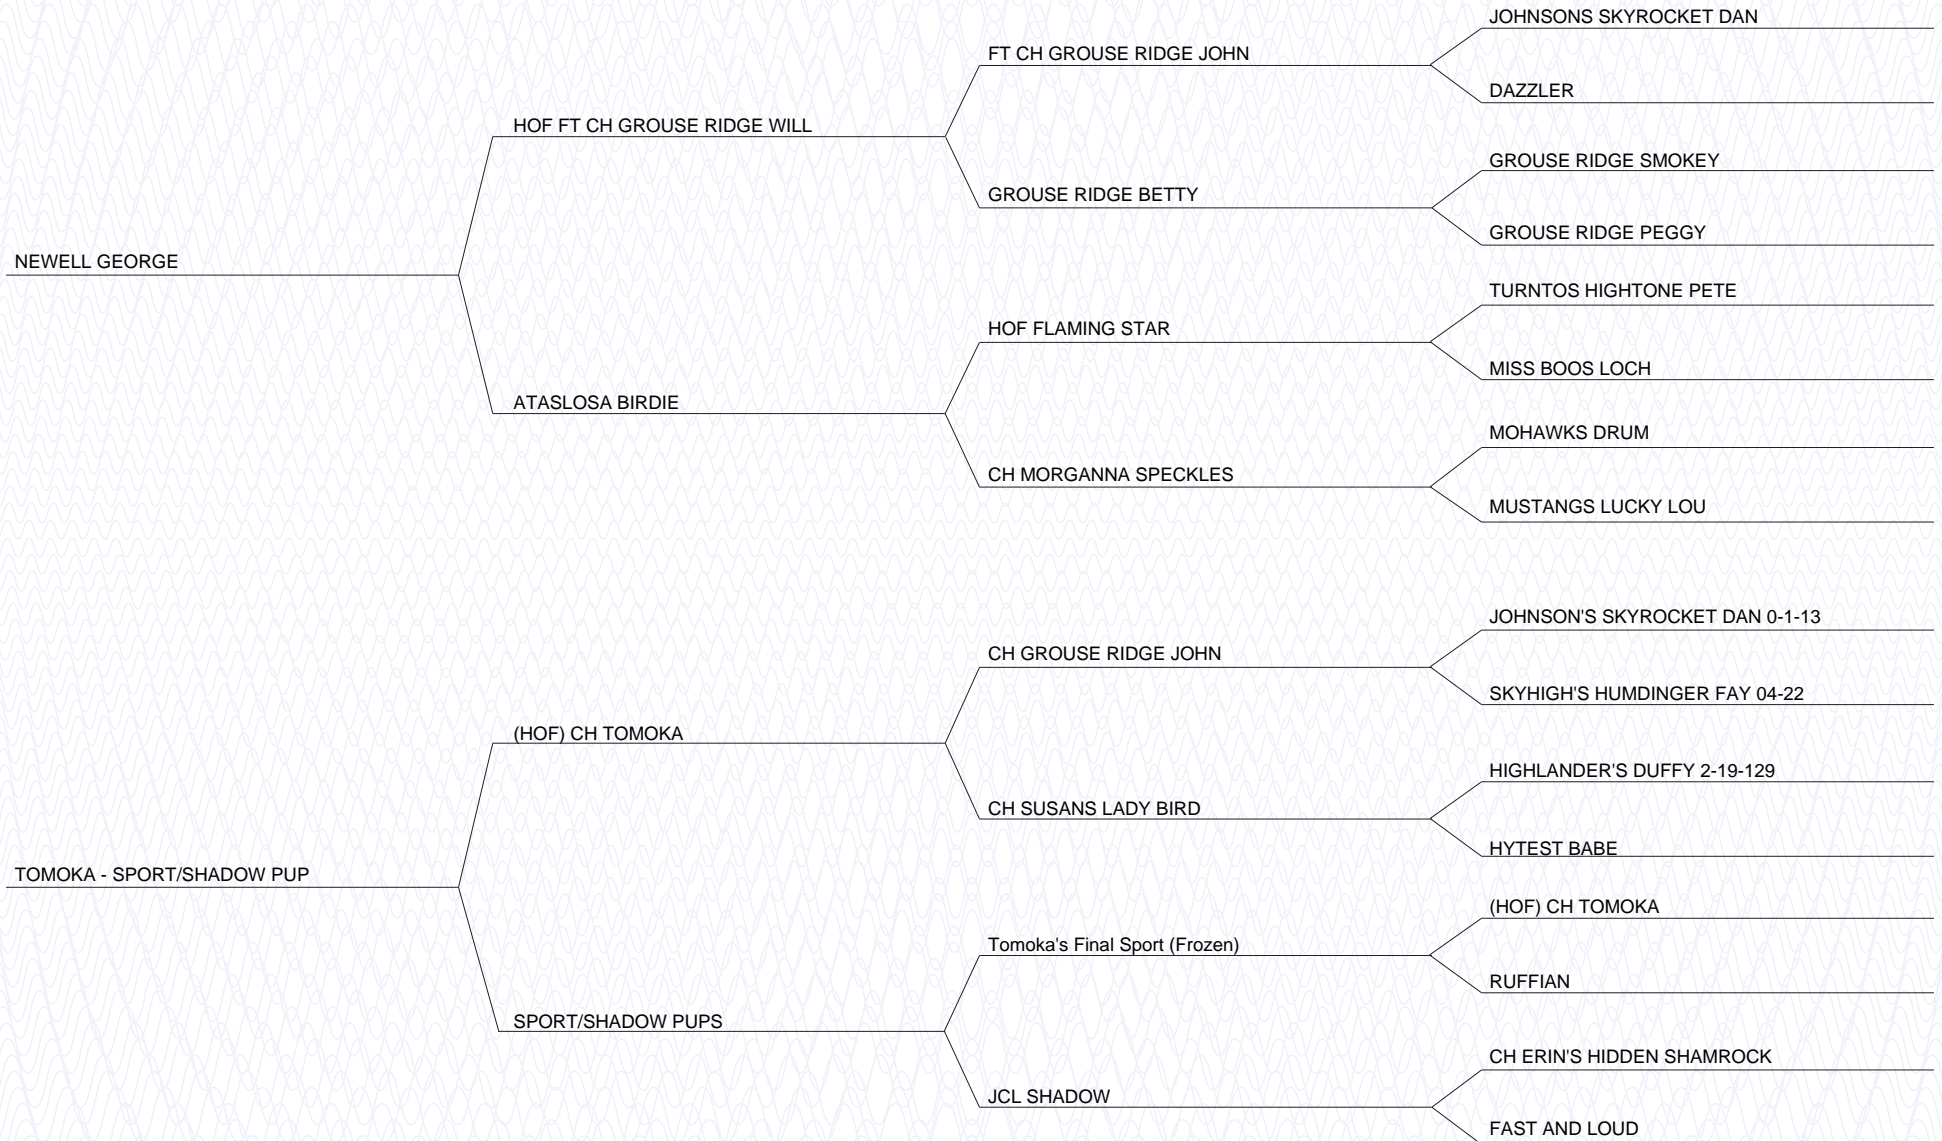 JOHNSONS SKYROCKET DAN
FT CH GROUSE RIDGE JOHN
DAZZLER
HOF FT CH GROUSE RIDGE WILL
GROUSE RIDGE SMOKEY
GROUSE RIDGE BETTY
GROUSE RIDGE PEGGY
NEWELL GEORGE
TURNTOS HIGHTONE PETE
HOF FLAMING STAR
MISS BOOS LOCH
ATASLOSA BIRDIE
MOHAWKS DRUM
CH MORGANNA SPECKLES
MUSTANGS LUCKY LOU
JOHNSON'S SKYROCKET DAN 0-1-13
CH GROUSE RIDGE JOHN
SKYHIGH'S HUMDINGER FAY 04-22
(HOF) CH TOMOKA
HIGHLANDER'S DUFFY 2-19-129
CH SUSANS LADY BIRD
HYTEST BABE
TOMOKA - SPORT/SHADOW PUP
(HOF) CH TOMOKA
Tomoka's Final Sport (Frozen)
RUFFIAN
SPORT/SHADOW PUPS
CH ERIN'S HIDDEN SHAMROCK
JCL SHADOW
FAST AND LOUD